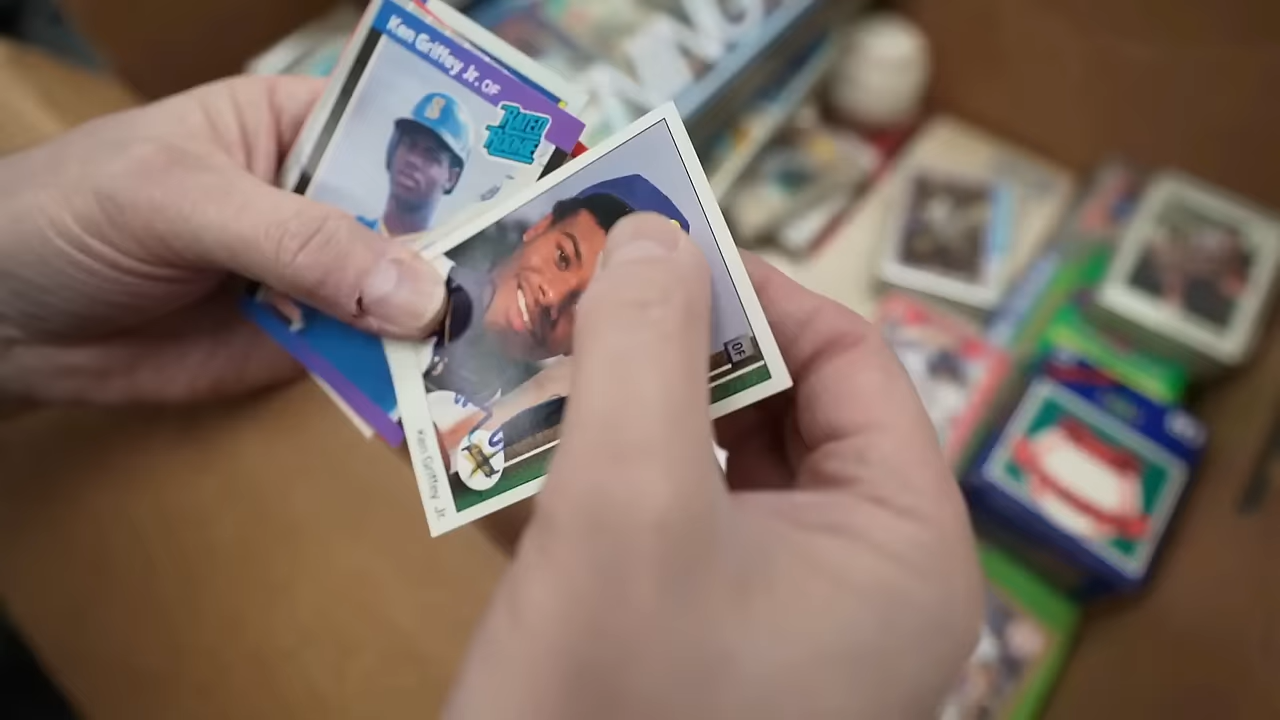 Ken Griffey Jr. OF
RATED
ROOKIE
OF
Ken Griffey Jr.